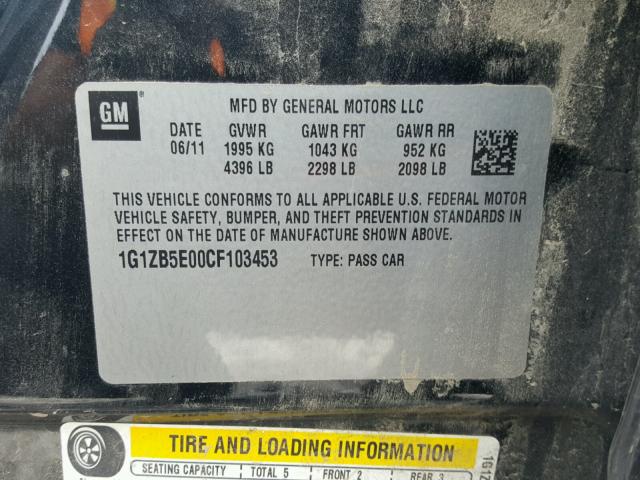 GM ®
MFD BY GENERAL MOTORS LLC
DATE GVWR GAWR FRT GAWR RR
06/11 1995 KG 1043 KG 952 KG
4396 LB 2298 LB 2098 LB
THIS VEHICLE CONFORMS TO ALL APPLICABLE U.S. FEDERAL MOTOR
VEHICLE SAFETY, BUMPER, AND THEFT PREVENTION STANDARDS IN
EFFECT ON THE DATE OF MANUFACTURE SHOWN ABOVE.
1G1ZB5E00CF103453 TYPE: PASS CAR
TIRE AND LOADING INFORMATION
SEATING CAPACITY TOTAL 5 FRONT 2 REAR 3
1G1Z